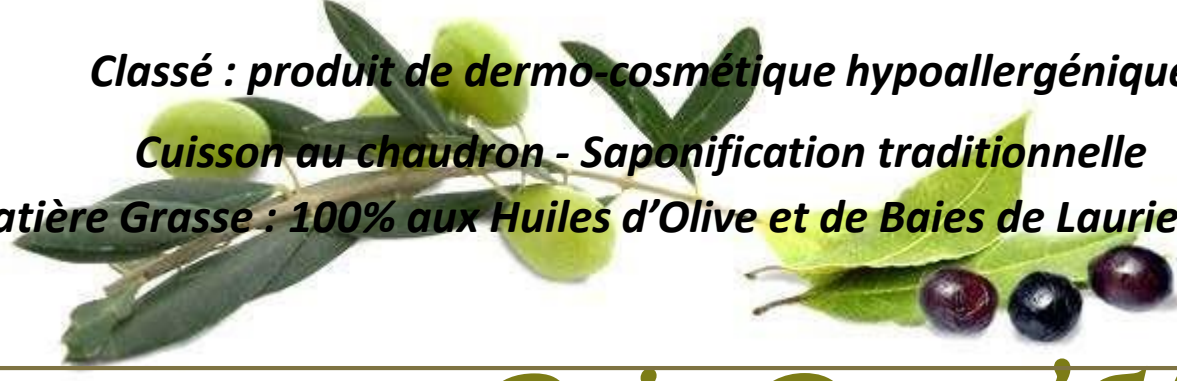 Classé : produit de dermo-cosmétique hypoallergénique
Cuisson au chaudron - Saponification traditionnelle
atière Grasse : 100% aux Huiles d’Olive et de Baies de Laurie